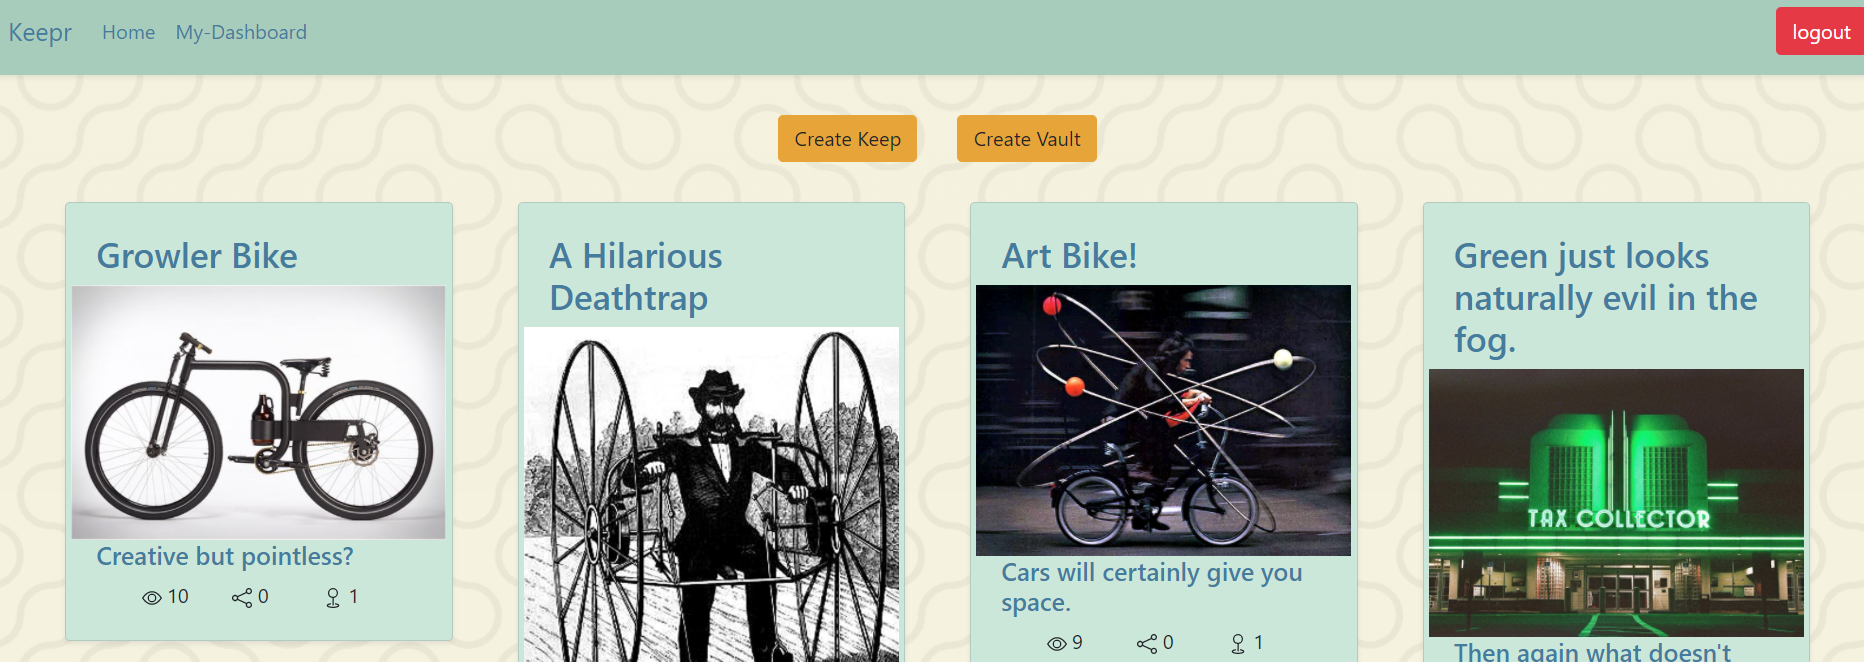 Keepr Home My-Dashboard logout
Create Keep Create Vault
Growler Bike
Creative but pointless?
10 0 1
A Hilarious
Deathtrap
Art Bike!
Cars will certainly give you
space.
9 0 1
Green just looks
naturally evil in the
fog.
TAX COLLECTOR
Then again what doesn't